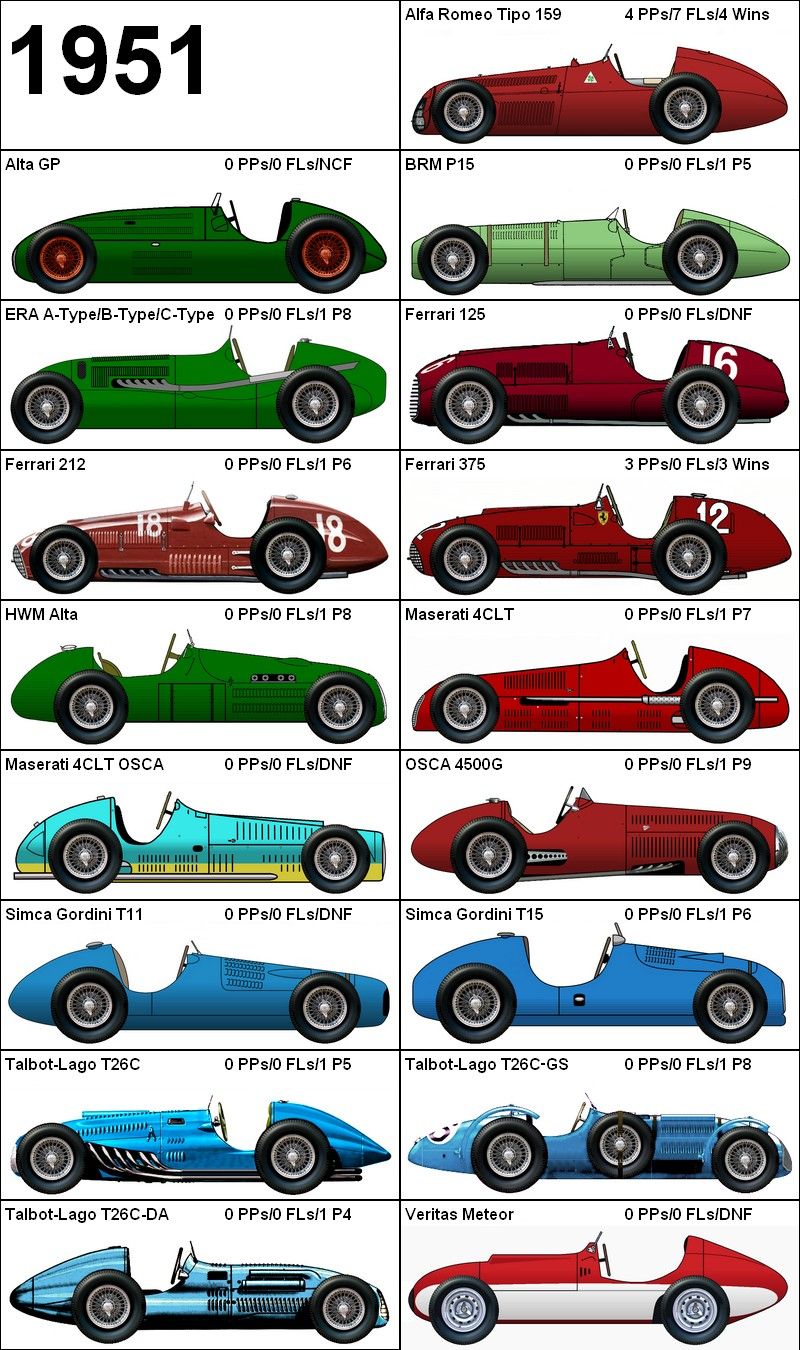 1951
Alfa Romeo Tipo 159 4 PPs/7 FLs/4 Wins
Alta GP 0 PPs/0 FLs/NCF
BRM P15 0 PPs/0 FLs/1 P5
ERA A-Type/B-Type/C-Type 0 PPs/0 FLs/1 P8
Ferrari 125 0 PPs/0 FLs/DNF
16
Ferrari 212 0 PPs/0 FLs/1 P6
18
18
Ferrari 375 3 PPs/0 FLs/3 Wins
12
HWM Alta 0 PPs/0 FLs/1 P8
Maserati 4CLT 0 PPs/0 FLs/1 P7
Maserati 4CLT OSCA 0 PPs/0 FLs/DNF
OSCA 4500G 0 PPs/0 FLs/1 P9
Simca Gordini T11 0 PPs/0 FLs/DNF
Simca Gordini T15 0 PPs/0 FLs/1 P6
Talbot-Lago T26C 0 PPs/0 FLs/1 P5
Talbot-Lago T26C-GS 0 PPs/0 FLs/1 P8
Talbot-Lago T26C-DA 0 PPs/0 FLs/1 P4
Veritas Meteor 0 PPs/0 FLs/DNF